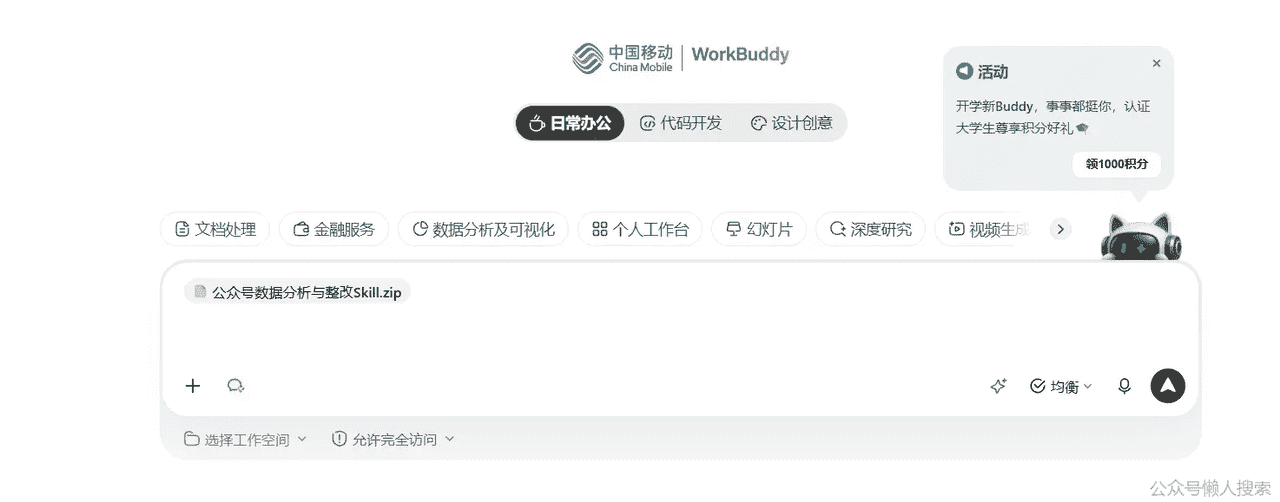 中国移动
China Mobile
WorkBuddy
活动
开学新Buddy，事事都挺你，认证
大学生尊享积分好礼
领1000积分
日常办公
代码开发
设计创意
文档处理
金融服务
数据分析及可视化
个人工作台
幻灯片
深度研究
视频生成
公众号数据分析与整改Skill.zip
均衡
选择工作空间
允许完全访问
公众号懒人搜索